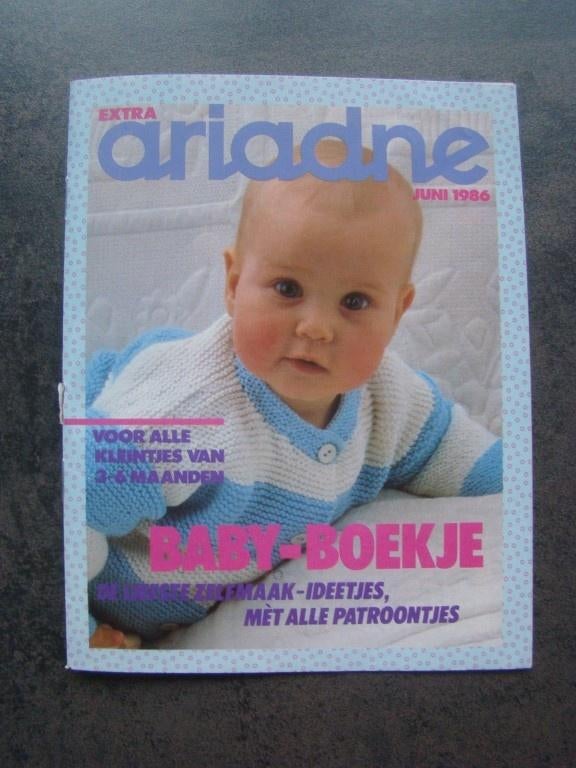 EXTRA
ariadne
JUNI 1986
VOOR ALLE
KLEINTJES VAN
3-6 MAANDEN
BABY-BOEKJE
DE LEUKSTE ZELFMAAK-IDEETJES,
MÈT ALLE PATROONTJES